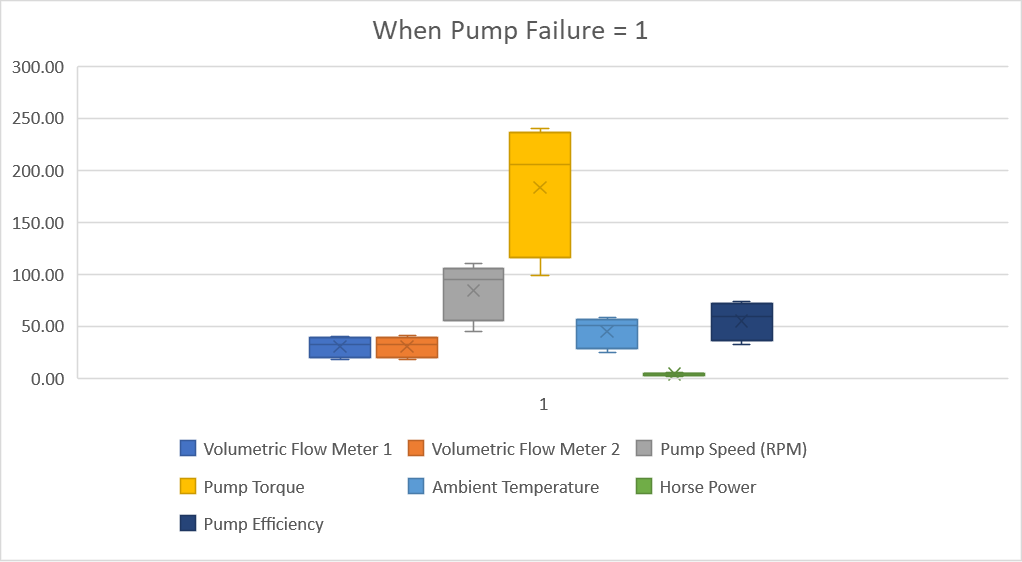 When Pump Failure = 1
300.00
250.00
200.00
150.00
100.00
50.00
0.00
1
Volumetric Flow Meter 1 Volumetric Flow Meter 2 Pump Speed (RPM)
Pump Torque Ambient Temperature Horse Power
Pump Efficiency